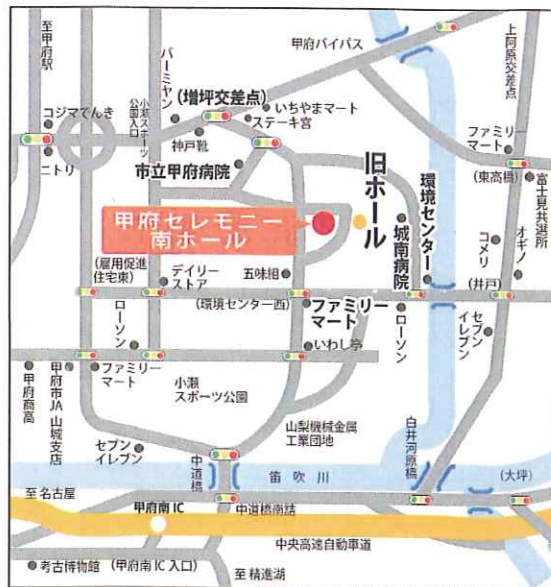 至甲府駅
コジマでんき
ニトリ
バーミヤン
小瀬スポーツ
公園入口
(増坪交差点)
神戸靴
いちやまマート
ステーキ宮
市立甲府病院
甲府バイパス
上阿原交差点
ファミリー
マート
(東高橋)
富士見共選所
旧ホール
甲府セレモニー
南ホール
城南病院
環境センター
コメリ
オギノ
(雇用促進
住宅東)
デイリー
ストア
五味醤
(環境センター西)
ファミリー
マート
ローソン
(井戸)
セブン
イレブン
ローソン
いわし亭
甲府商高
甲府市JA 山城支店
ファミリー
マート
小瀬
スポーツ公園
セブン
イレブン
中道橋
山梨機械金属
工業団地
白井河原橋
笛吹川
(大坪)
至名古屋
甲府南IC
中道橋南詰
中央高速自動車道
考古博物館
(甲府南IC入口)
至精進湖